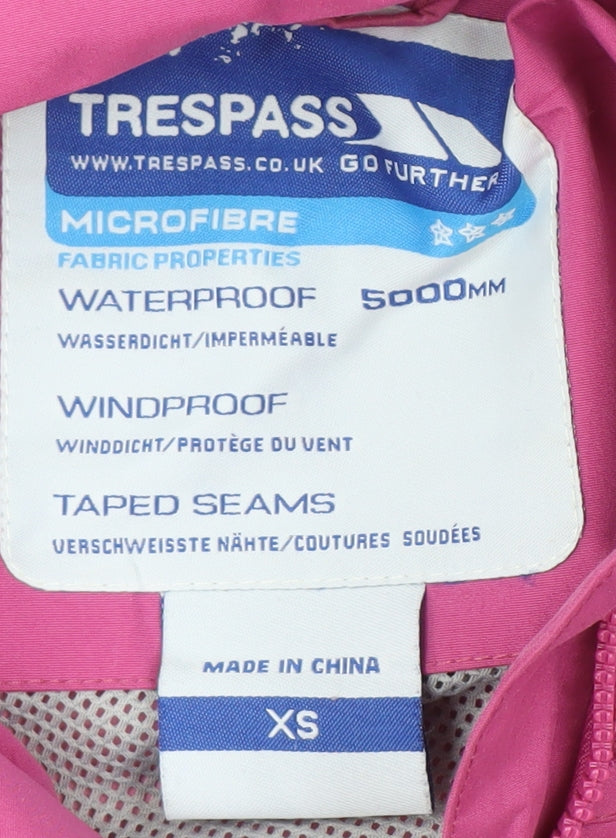 TRESPASS
WWW.TRESPASS.CO.UK GO FURTHER
MICROFIBRE
FABRIC PROPERTIES
WATERPROOF 5000MM
WASSERDICHT/IMPERMÉABLE
WINDPROOF
WINDDICHT/PROTÈGE DU VENT
TAPED SEAMS
VERSCHWEISSTE NÄHTE/COUTURES SOUDÉES
MADE IN CHINA
XS